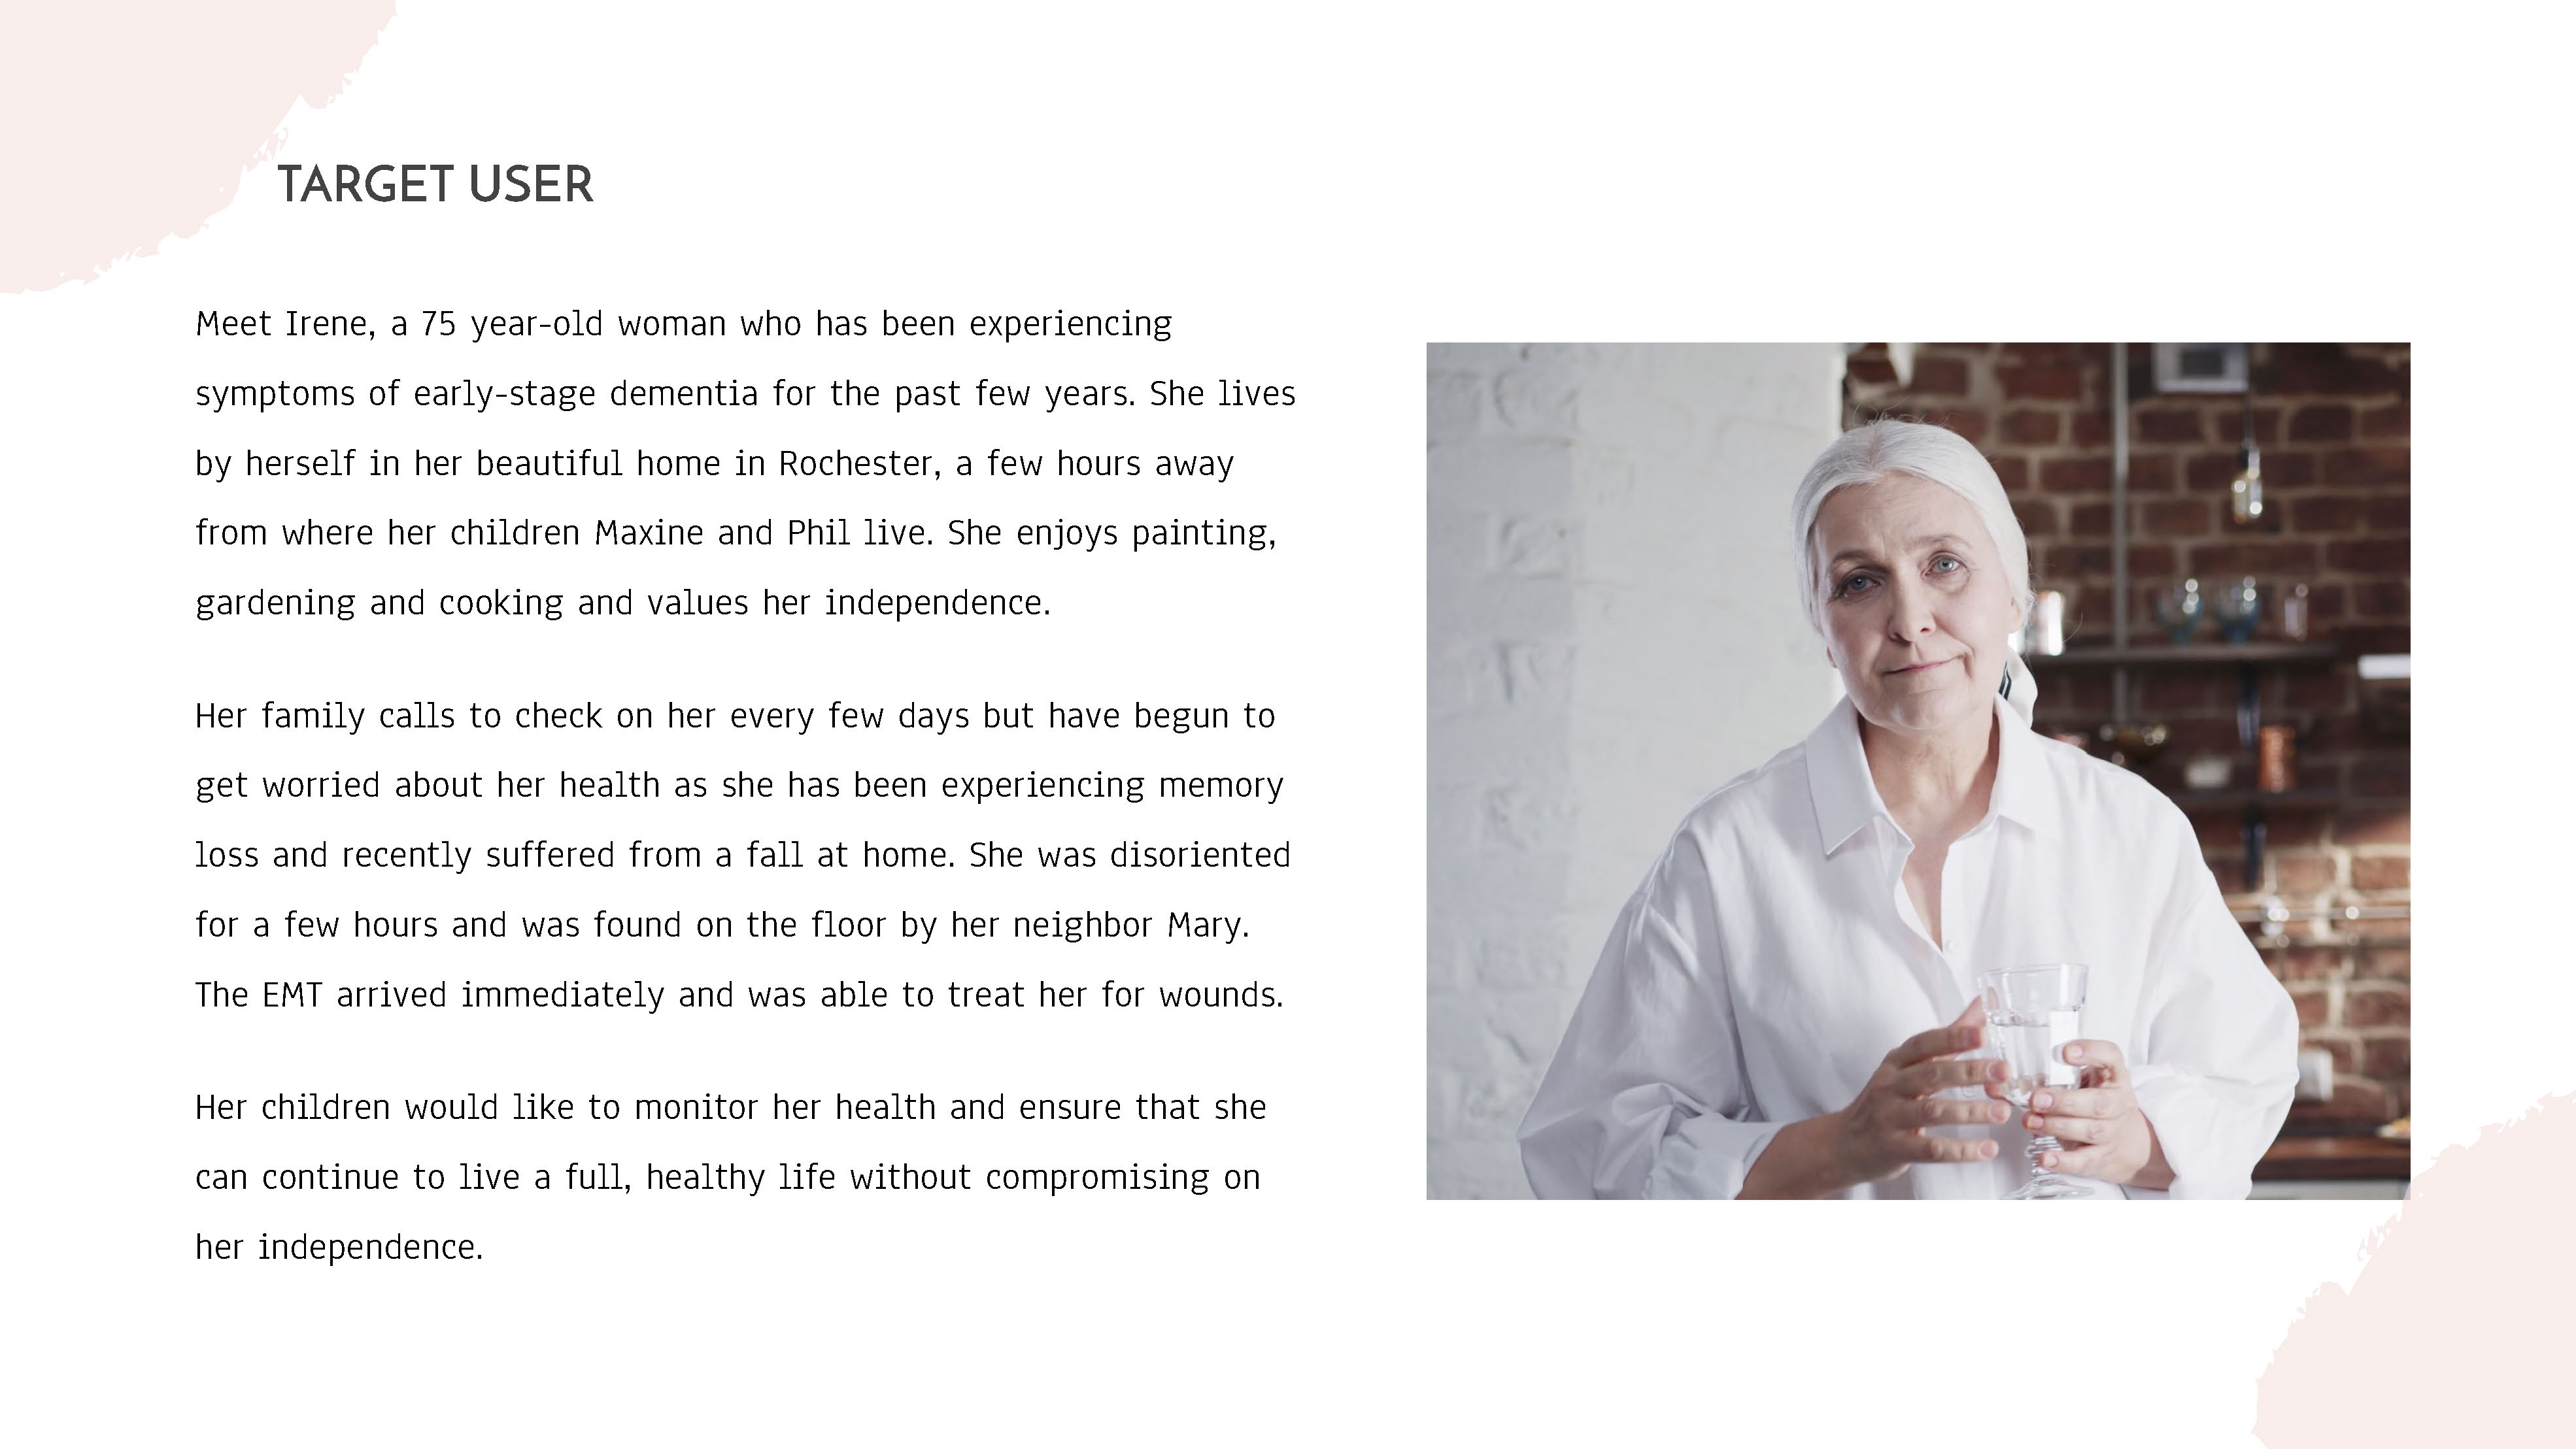 TARGET USER
Meet Irene, a 75 year-old woman who has been experiencing
symptoms of early-stage dementia for the past few years. She lives
by herself in her beautiful home in Rochester, a few hours away
from where her children Maxine and Phil live. She enjoys painting,
gardening and cooking and values her independence.
Her family calls to check on her every few days but have begun to
get worried about her health as she has been experiencing memory
loss and recently suffered from a fall at home. She was disoriented
for a few hours and was found on the floor by her neighbor Mary.
The EMT arrived immediately and was able to treat her for wounds.
Her children would like to monitor her health and ensure that she
can continue to live a full, healthy life without compromising on
her independence.